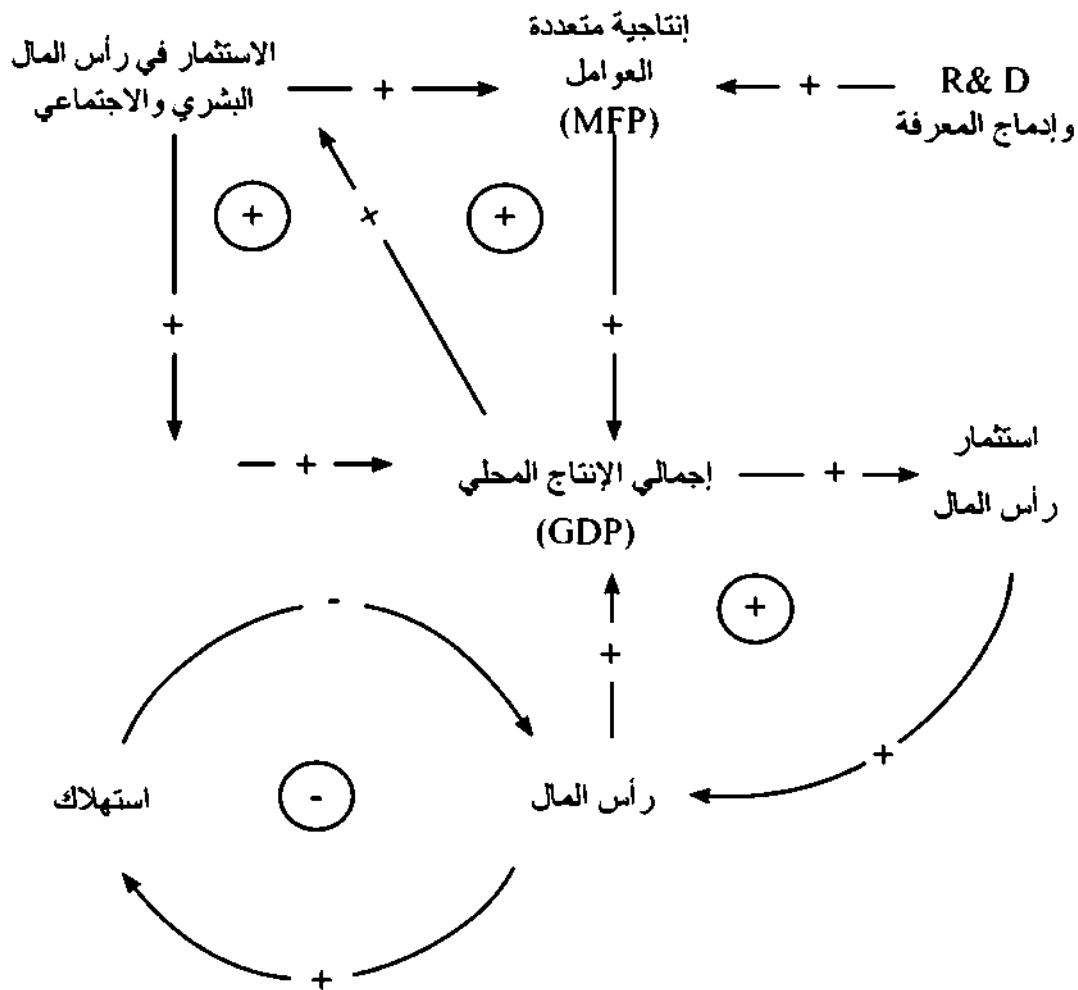 الاستثمار في رأس المال
البشري والاجتماعي
+
إنتاجية متعددة
العوامل
(MFP)
+
R& D
وإدماج المعرفة
+
+
+
+
+
+
إجمالي الإنتاج المحلي
(GDP)
+
استثمار
رأس المال
-
+
+
+
استهلاك
-
رأس المال
+